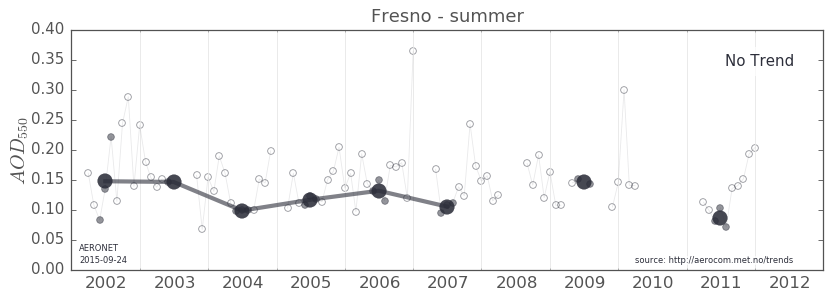 Fresno - summer
0.40
0.35
0.30
0.25
0.20
0.15
0.10
0.05
0.00
AOD550
No Trend
AERONET
2015-09-24
source: http://aerocom.met.no/trends
2002 2003 2004 2005 2006 2007 2008 2009 2010 2011 2012